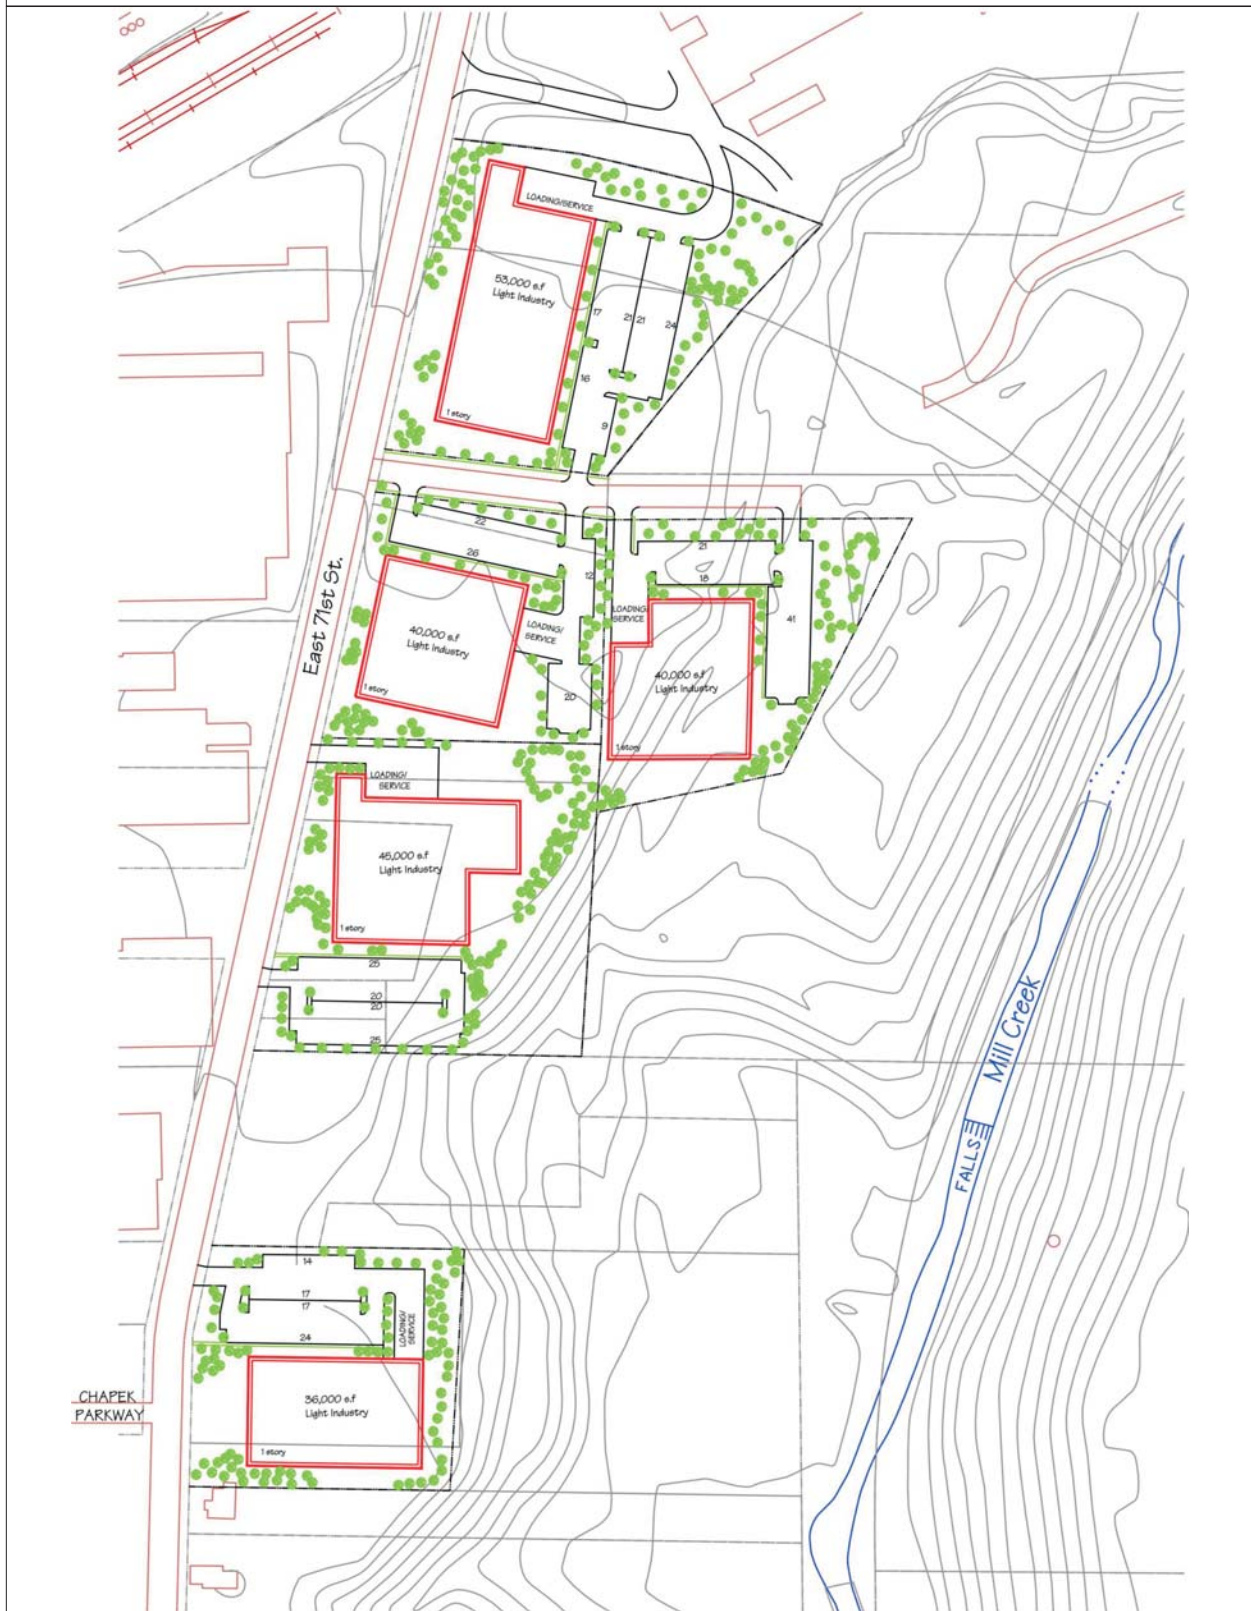 LOADING/SERVICE
53,000 s.f
Light Industry
17
21
21
24
16
1 story
9
22
26
12
21
18
East 71st St.
LOADING/
SERVICE
LOADING/
SERVICE
41
40,000 s.f
Light Industry
40,000 s.f
Light Industry
1 story
20
1 story
LOADING/
SERVICE
45,000 s.f
Light Industry
1 story
25
20
20
25
Mill Creek
FALLS
14
17
17
24
LOADING/
SERVICE
CHAPEK
PARKWAY
36,000 s.f
Light Industry
1 story